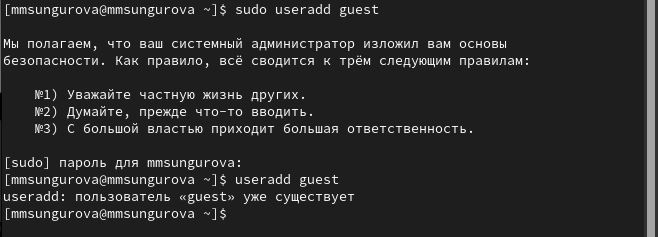 [mmsungurova@mmsungurova ~]$ sudo useradd guest
Мы полагаем, что ваш системный администратор изложил вам основы
безопасности. Как правило, всё сводится к трём следующим правилам:
№1) Уважайте частную жизнь других.
№2) Думайте, прежде что-то вводить.
№3) С большой властью приходит большая ответственность.
[sudo] пароль для mmsungurova:
[mmsungurova@mmsungurova ~]$ useradd guest
useradd: пользователь «guest» уже существует
[mmsungurova@mmsungurova ~]$